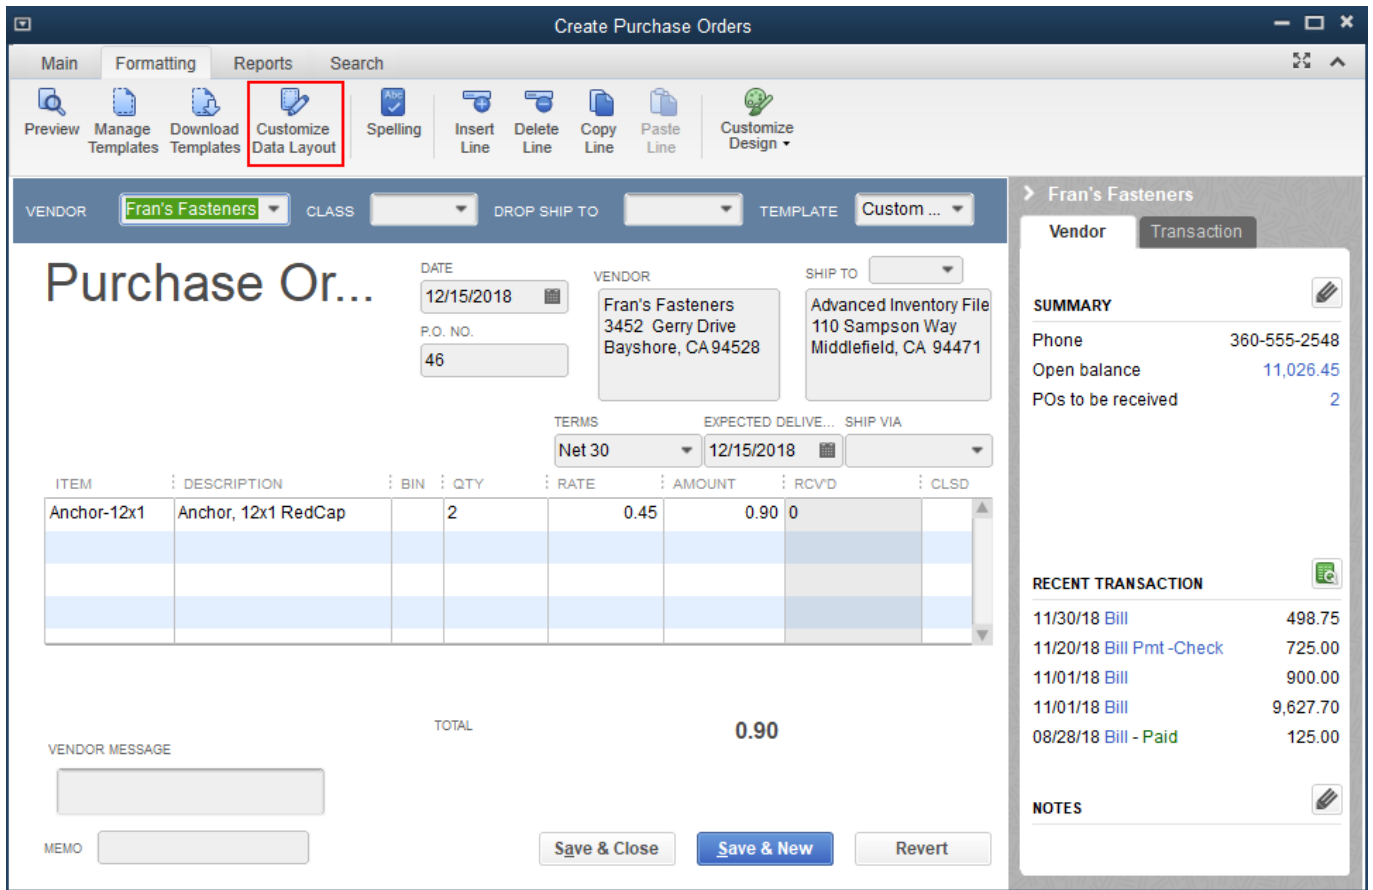 Create Purchase Orders
Main Formatting Reports Search
Preview Manage Templates Download Templates Customize Data Layout Abc Spelling Insert Line Delete Line Copy Line Paste Line Customize Design
VENDOR Fran's Fasteners CLASS DROP SHIP TO TEMPLATE Custom ...
Purchase Or...
DATE
12/15/2018
P.O. NO.
46
VENDOR
Fran's Fasteners
3452 Gerry Drive
Bayshore, CA 94528
SHIP TO
Advanced Inventory File
110 Sampson Way
Middlefield, CA 94471
TERMS EXPECTED DELIVE... SHIP VIA
Net 30 12/15/2018
ITEM DESCRIPTION BIN QTY RATE AMOUNT RCV'D CLSD
Anchor-12x1 Anchor, 12x1 RedCap 2 0.45 0.90 0
TOTAL 0.90
VENDOR MESSAGE
MEMO
Save & Close Save & New Revert
Fran's Fasteners
Vendor Transaction
SUMMARY
Phone 360-555-2548
Open balance 11,026.45
POs to be received 2
RECENT TRANSACTION
11/30/18 Bill 498.75
11/20/18 Bill Pmt -Check 725.00
11/01/18 Bill 900.00
11/01/18 Bill 9,627.70
08/28/18 Bill - Paid 125.00
NOTES